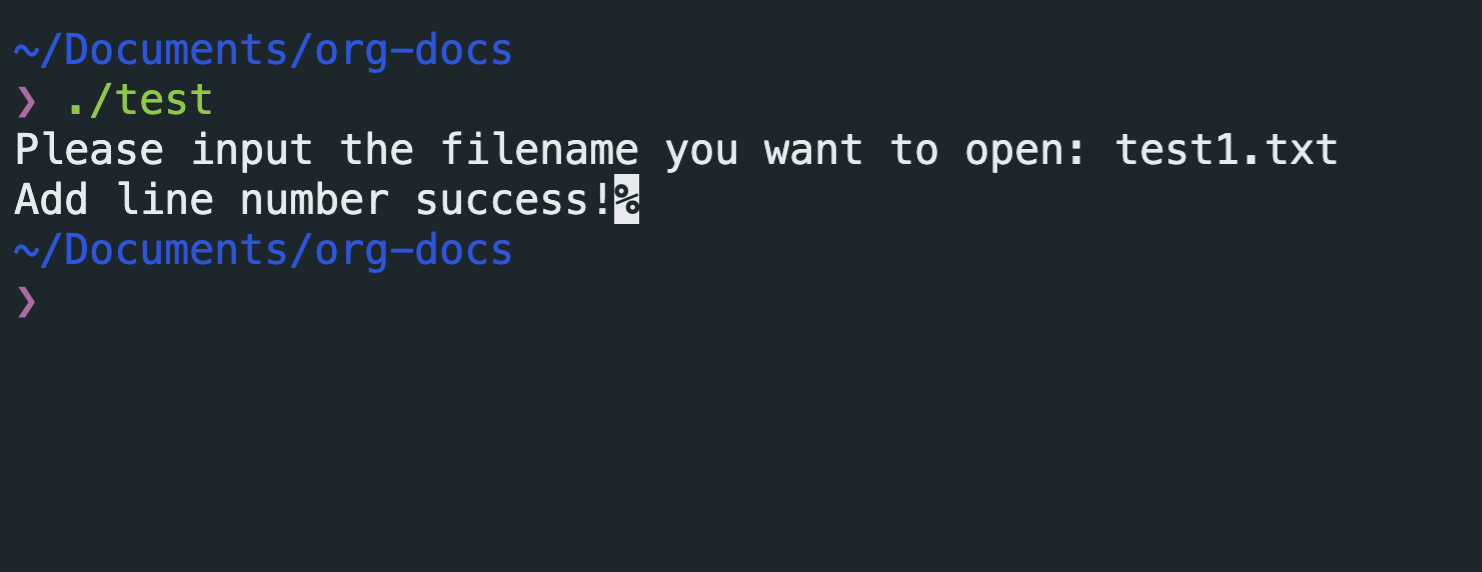 ~/Documents/org-docs
❯ ./test
Please input the filename you want to open: test1.txt
Add line number success!%
~/Documents/org-docs
❯